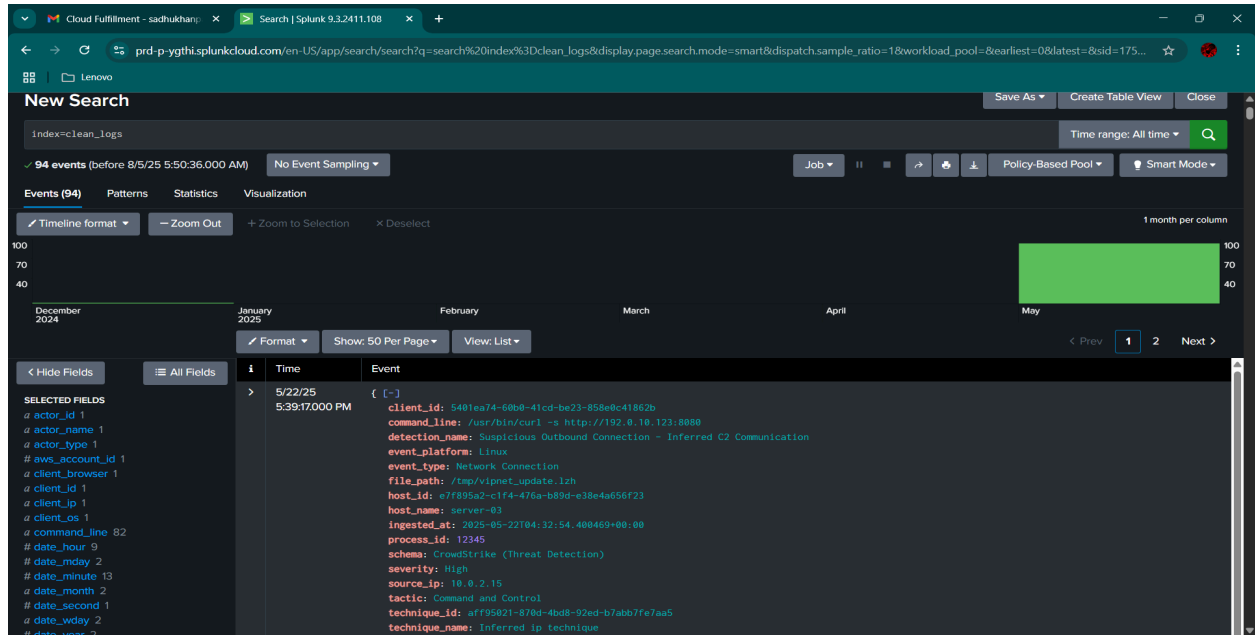 Cloud Fulfillment - sadhukhanp
Search | Splunk 9.3.2411.108
prd-p-ygthi.splunkcloud.com/en-US/app/search/search?q=search%20index%3Dclean_logs&display.page.search.mode=smart&dispatch.sample_ratio=1&workload_pool=&earliest=0&latest=&sid=175...
Lenovo
New Search
Save As
Create Table View
Close
index=clean_logs
Time range: All time
94 events (before 8/5/25 5:50:36.000 AM)
No Event Sampling
Job
Policy-Based Pool
Smart Mode
Events (94)
Patterns
Statistics
Visualization
Timeline format
— Zoom Out
+ Zoom to Selection
× Deselect
1 month per column
100
70
40
100
70
40
December
2024
January
2025
February
March
April
May
Format
Show: 50 Per Page
View: List
< Prev
1
2
Next >
< Hide Fields
All Fields
i
Time
Event
SELECTED FIELDS
a actor_id 1
a actor_name 1
a actor_type 1
# aws_account_id 1
a client_browser 1
a client_id 1
a client_ip 1
a client_os 1
a command_line 82
# date_hour 9
# date_mday 2
# date_minute 13
a date_month 2
# date_second 1
a date_wday 2
# date_year 2
>
5/22/25
5:39:17.000 PM
{ [-]
client_id: 5401ea74-60b0-41cd-be23-858e0c41862b
command_line: /usr/bin/curl -s http://192.0.10.123:8080
detection_name: Suspicious Outbound Connection - Inferred C2 Communication
event_platform: Linux
event_type: Network Connection
file_path: /tmp/vipnet_update.lzh
host_id: e7f895a2-c1f4-476a-b89d-e38e4a656f23
host_name: server-03
ingested_at: 2025-05-22T04:32:54.400469+00:00
process_id: 12345
schema: CrowdStrike (Threat Detection)
severity: High
source_ip: 10.0.2.15
tactic: Command and Control
technique_id: aff95021-870d-4bd8-92ed-b7abb7fe7aa5
technique_name: Inferred ip technique